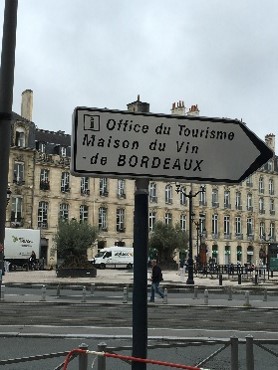 i Office du Tourisme
Maison du Vin
-de BORDEAUX